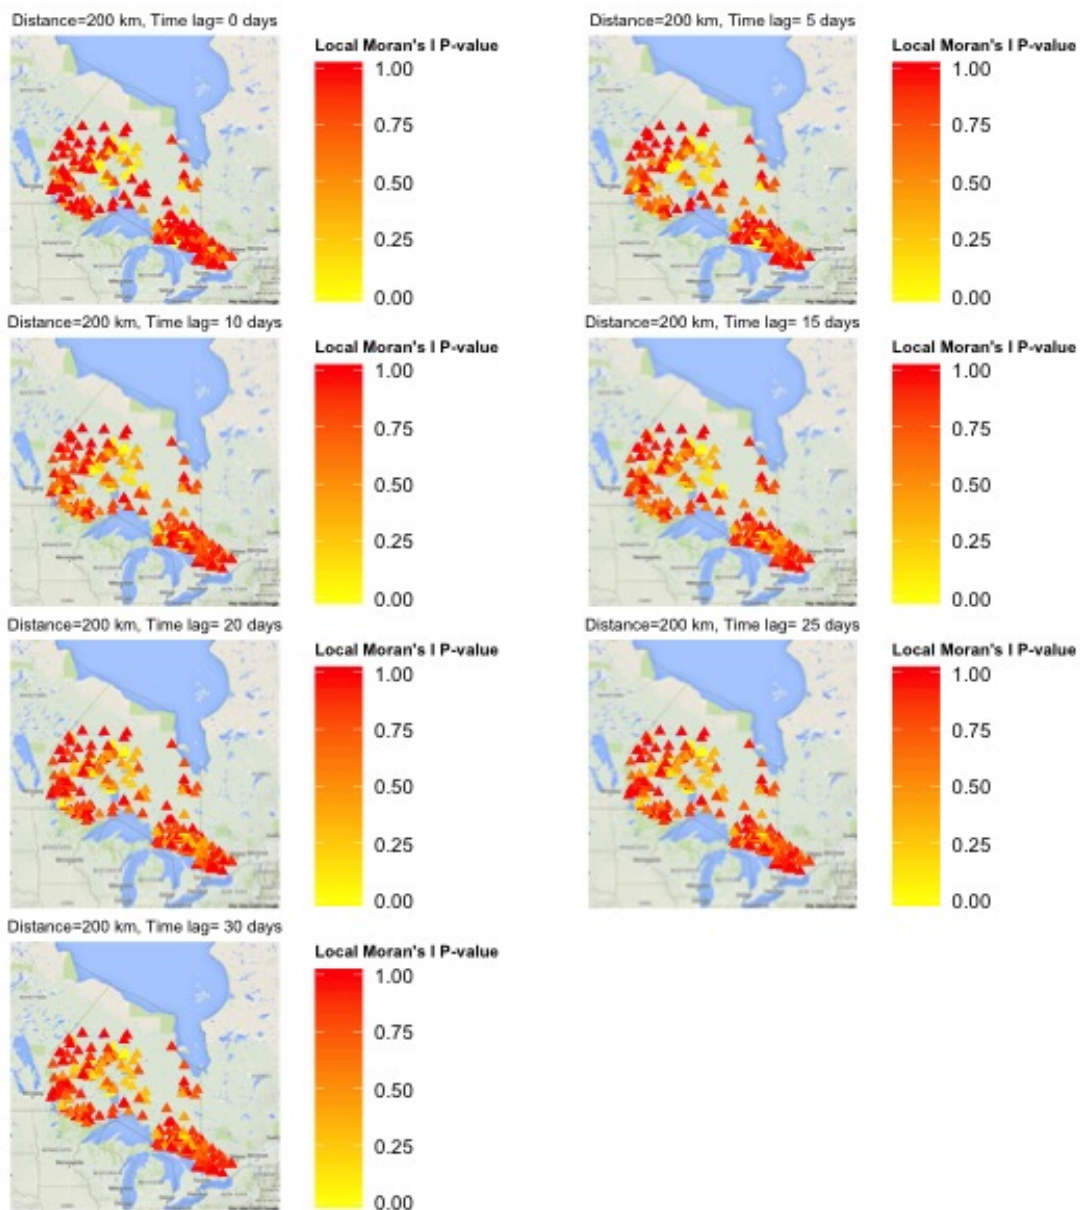 Distance=200 km, Time lag= 0 days
Local Moran's I P-value
1.00
0.75
0.50
0.25
0.00
Distance=200 km, Time lag= 5 days
Local Moran's I P-value
1.00
0.75
0.50
0.25
0.00
Distance=200 km, Time lag= 10 days
Local Moran's I P-value
1.00
0.75
0.50
0.25
0.00
Distance=200 km, Time lag= 15 days
Local Moran's I P-value
1.00
0.75
0.50
0.25
0.00
Distance=200 km, Time lag= 20 days
Local Moran's I P-value
1.00
0.75
0.50
0.25
0.00
Distance=200 km, Time lag= 25 days
Local Moran's I P-value
1.00
0.75
0.50
0.25
0.00
Distance=200 km, Time lag= 30 days
Local Moran's I P-value
1.00
0.75
0.50
0.25
0.00